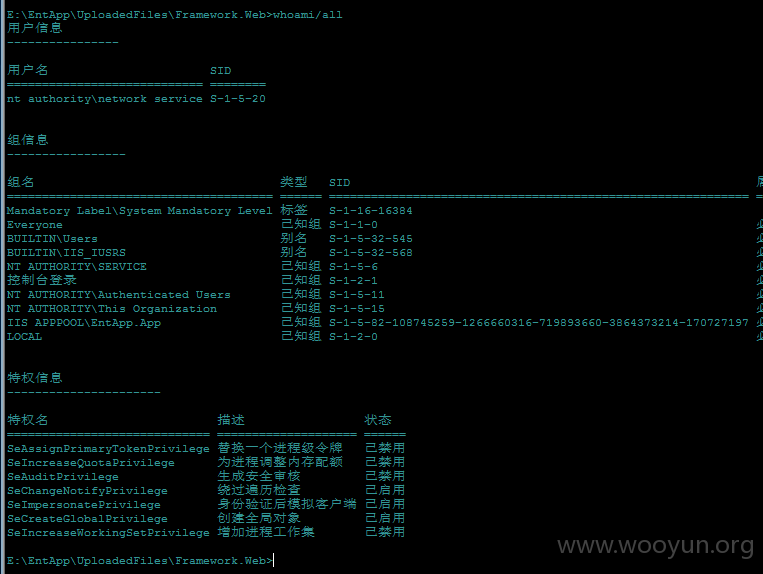 E:\EntApp\UploadedFiles\Framework.Web>whoami/all
用户信息
----------------
用户名 SID
============================ ========
nt authority\network service S-1-5-20
组信息
-----------------
组名 类型 SID
====================================== ====== ============================================================= =
Mandatory Label\System Mandatory Level 标签 S-1-16-16384
Everyone 已知组 S-1-1-0
BUILTIN\Users 别名 S-1-5-32-545
BUILTIN\IIS_IUSRS 别名 S-1-5-32-568
NT AUTHORITY\SERVICE 已知组 S-1-5-6
控制台登录 已知组 S-1-2-1
NT AUTHORITY\Authenticated Users 已知组 S-1-5-11
NT AUTHORITY\This Organization 已知组 S-1-5-15
IIS APPPOOL\EntApp.App 已知组 S-1-5-82-108745259-1266660316-719893660-3864373214-170727197
LOCAL 已知组 S-1-2-0
特权信息
----------------------
特权名 描述 状态
============================= ==================== ======
SeAssignPrimaryTokenPrivilege 替换一个进程级令牌 已禁用
SeIncreaseQuotaPrivilege 为进程调整内存配额 已禁用
SeAuditPrivilege 生成安全审核 已禁用
SeChangeNotifyPrivilege 绕过遍历检查 已启用
SeImpersonatePrivilege 身份验证后模拟客户端 已启用
SeCreateGlobalPrivilege 创建全局对象 已启用
SeIncreaseWorkingSetPrivilege 增加进程工作集 已禁用
E:\EntApp\UploadedFiles\Framework.Web>
www.wooyun.org